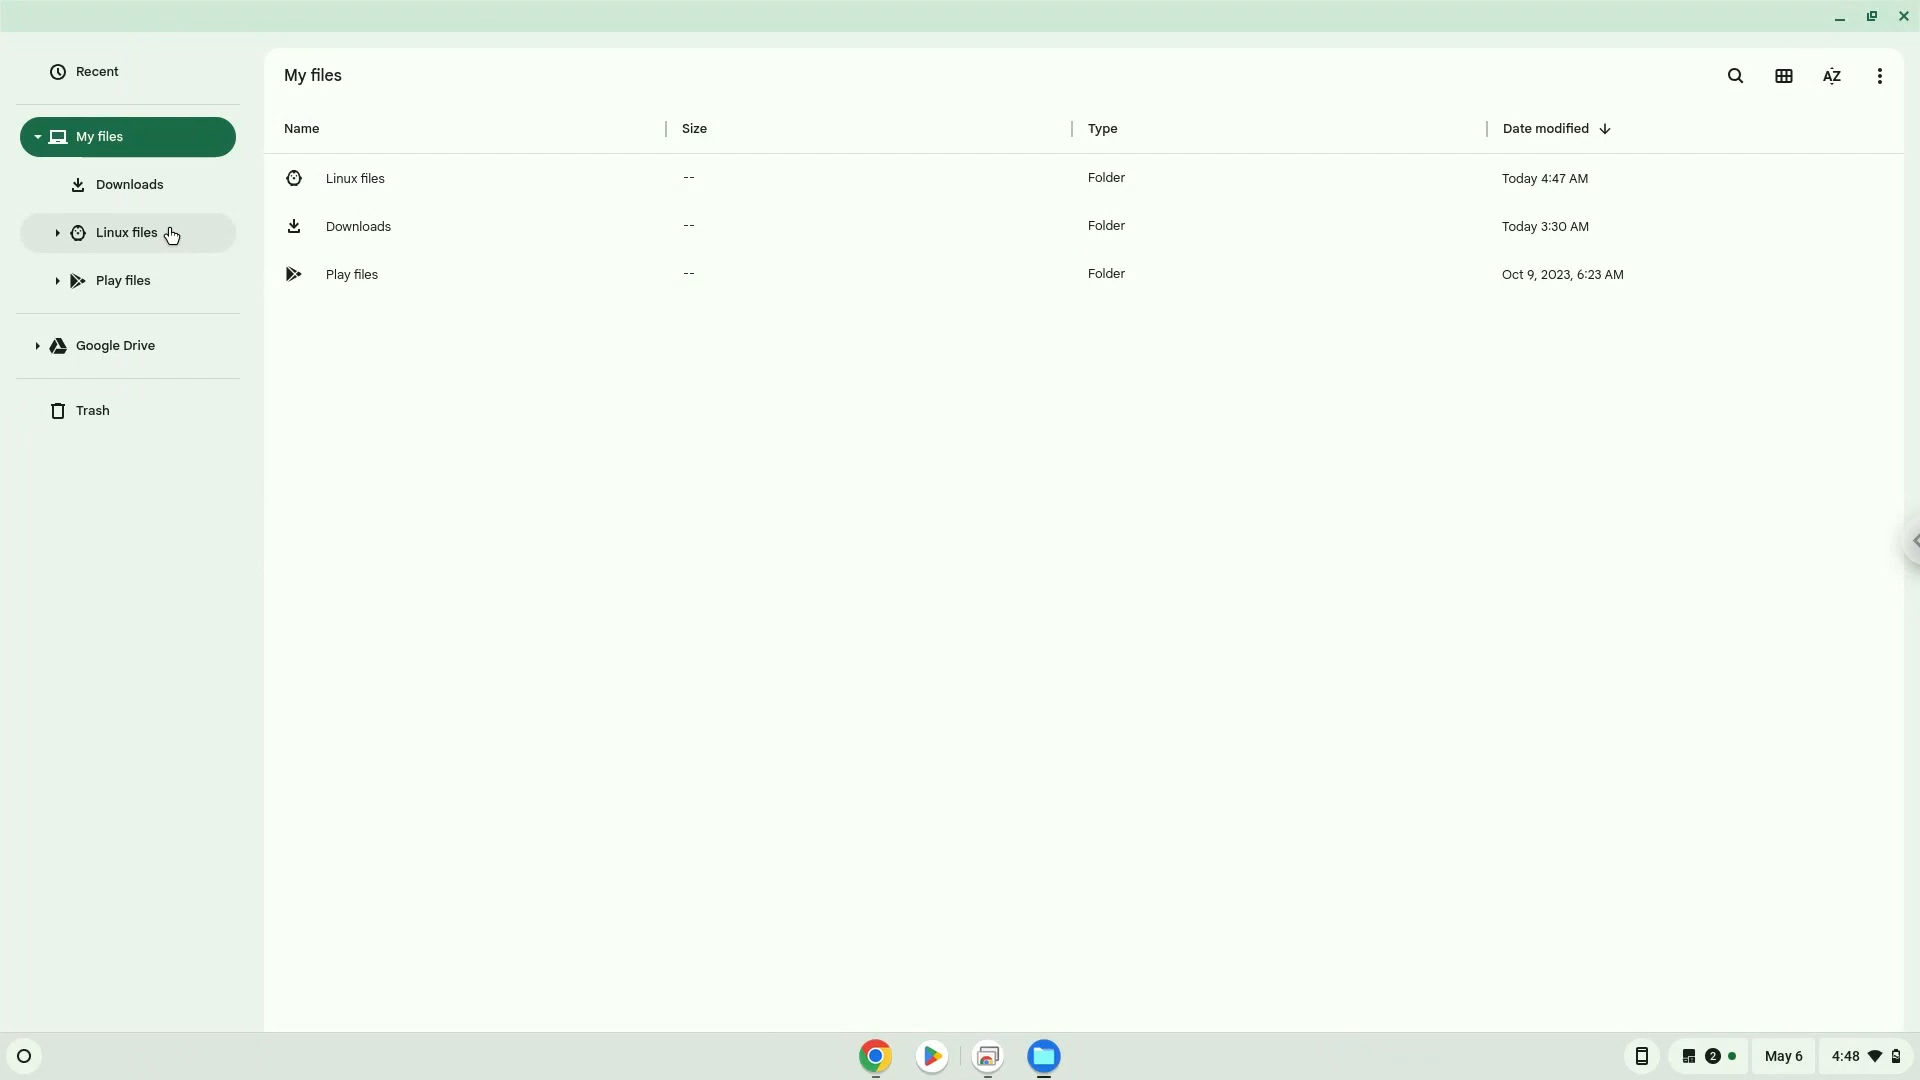 Recent
My files
Downloads
Linux files
Play files
Google Drive
Trash
My files
AZ
Name Size Type Date modified
Linux files -- Folder Today 4:47 AM
Downloads -- Folder Today 3:30 AM
Play files -- Folder Oct 9, 2023, 6:23 AM
2 May 6 4:48